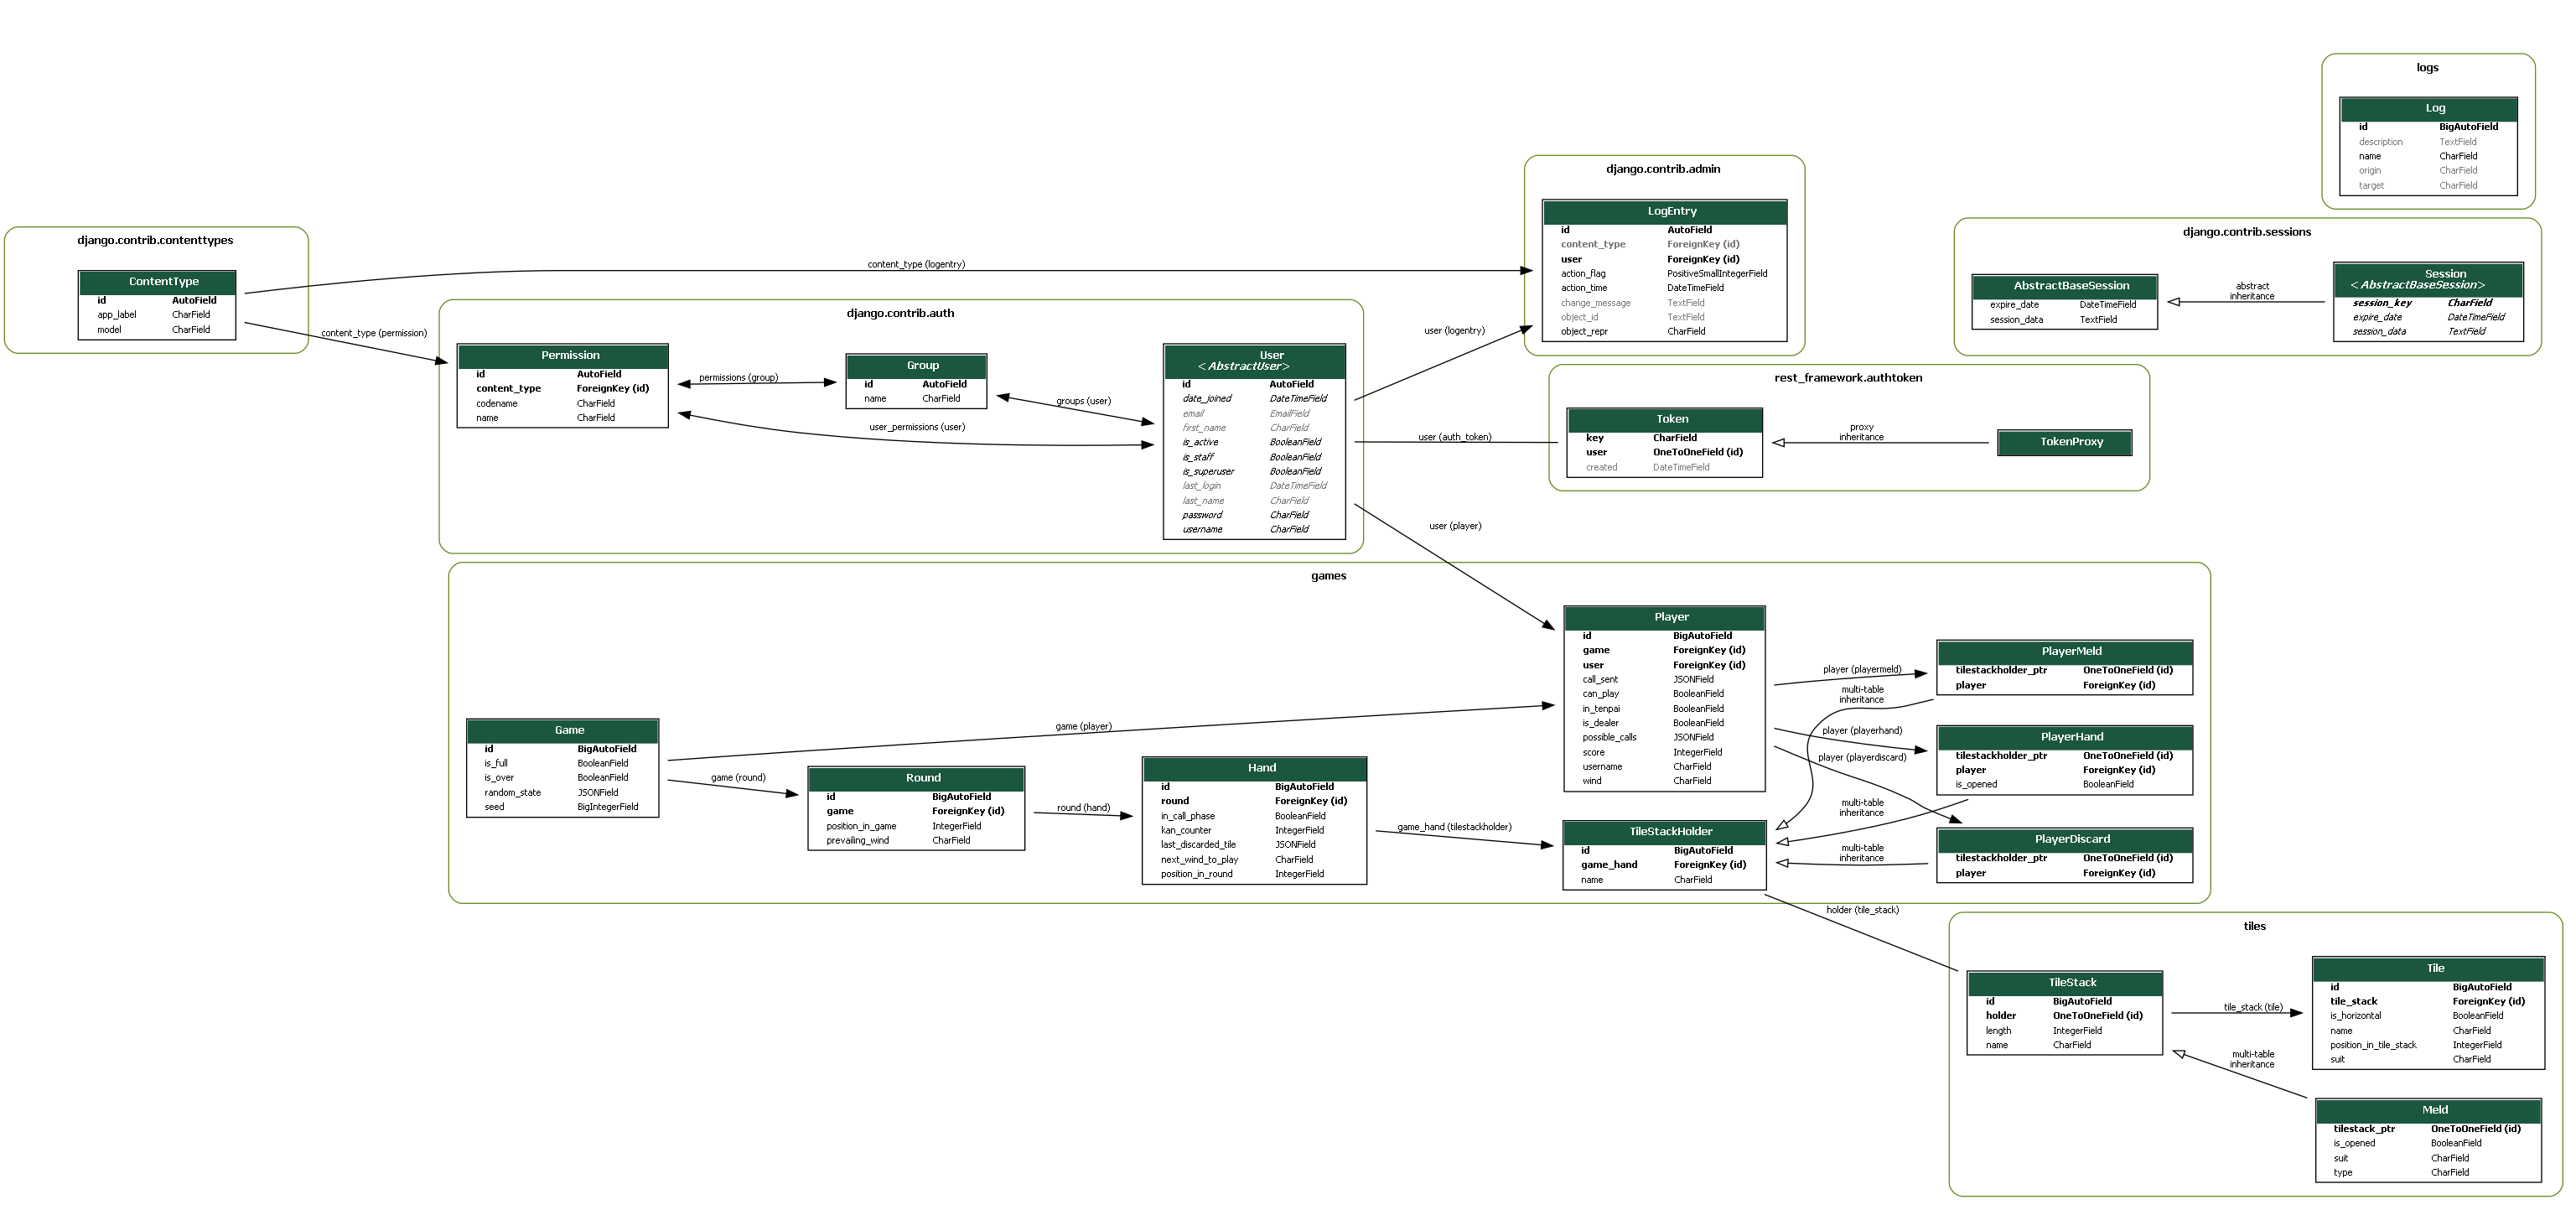 logs
Log
id BigAutoField
description TextField
name CharField
origin CharField
target CharField
django.contrib.admin
LogEntry
id AutoField
content_type ForeignKey (id)
user ForeignKey (id)
action_flag PositiveSmallIntegerField
action_time DateTimeField
change_message TextField
object_id TextField
object_repr CharField
django.contrib.contenttypes
ContentType
id AutoField
app_label CharField
model CharField
content_type (logentry)
content_type (permission)
django.contrib.sessions
AbstractBaseSession
expire_date DateTimeField
session_data TextField
abstract
inheritance
Session
<AbstractBaseSession>
session_key CharField
expire_date DateTimeField
session_data TextField
django.contrib.auth
Permission
id AutoField
content_type ForeignKey (id)
codename CharField
name CharField
permissions (group)
Group
id AutoField
name CharField
groups (user)
user_permissions (user)
User
<AbstractUser>
id AutoField
date_joined DateTimeField
email EmailField
first_name CharField
is_active BooleanField
is_staff BooleanField
is_superuser BooleanField
last_login DateTimeField
last_name CharField
password CharField
username CharField
user (logentry)
user (auth_token)
user (player)
rest_framework.authtoken
Token
key CharField
user OneToOneField (id)
created DateTimeField
proxy
inheritance
TokenProxy
games
Game
id BigAutoField
is_full BooleanField
is_over BooleanField
random_state JSONField
seed BigIntegerField
game (player)
game (round)
Round
id BigAutoField
game ForeignKey (id)
position_in_game IntegerField
prevailing_wind CharField
round (hand)
Hand
id BigAutoField
round ForeignKey (id)
in_call_phase BooleanField
kan_counter IntegerField
last_discarded_tile JSONField
next_wind_to_play CharField
position_in_round IntegerField
game_hand (tilestackholder)
Player
id BigAutoField
game ForeignKey (id)
user ForeignKey (id)
call_sent JSONField
can_play BooleanField
in_tenpai BooleanField
is_dealer BooleanField
possible_calls JSONField
score IntegerField
username CharField
wind CharField
TileStackHolder
id BigAutoField
game_hand ForeignKey (id)
name CharField
player (playermeld)
multi-table
inheritance
player (playerhand)
player (playerdiscard)
multi-table
inheritance
multi-table
inheritance
PlayerMeld
tilestackholder_ptr OneToOneField (id)
player ForeignKey (id)
PlayerHand
tilestackholder_ptr OneToOneField (id)
player ForeignKey (id)
is_opened BooleanField
PlayerDiscard
tilestackholder_ptr OneToOneField (id)
player ForeignKey (id)
holder (tile_stack)
tiles
TileStack
id BigAutoField
holder OneToOneField (id)
length IntegerField
name CharField
tile_stack (tile)
multi-table
inheritance
Tile
id BigAutoField
tile_stack ForeignKey (id)
is_horizontal BooleanField
name CharField
position_in_tile_stack IntegerField
suit CharField
Meld
tilestack_ptr OneToOneField (id)
is_opened BooleanField
suit CharField
type CharField